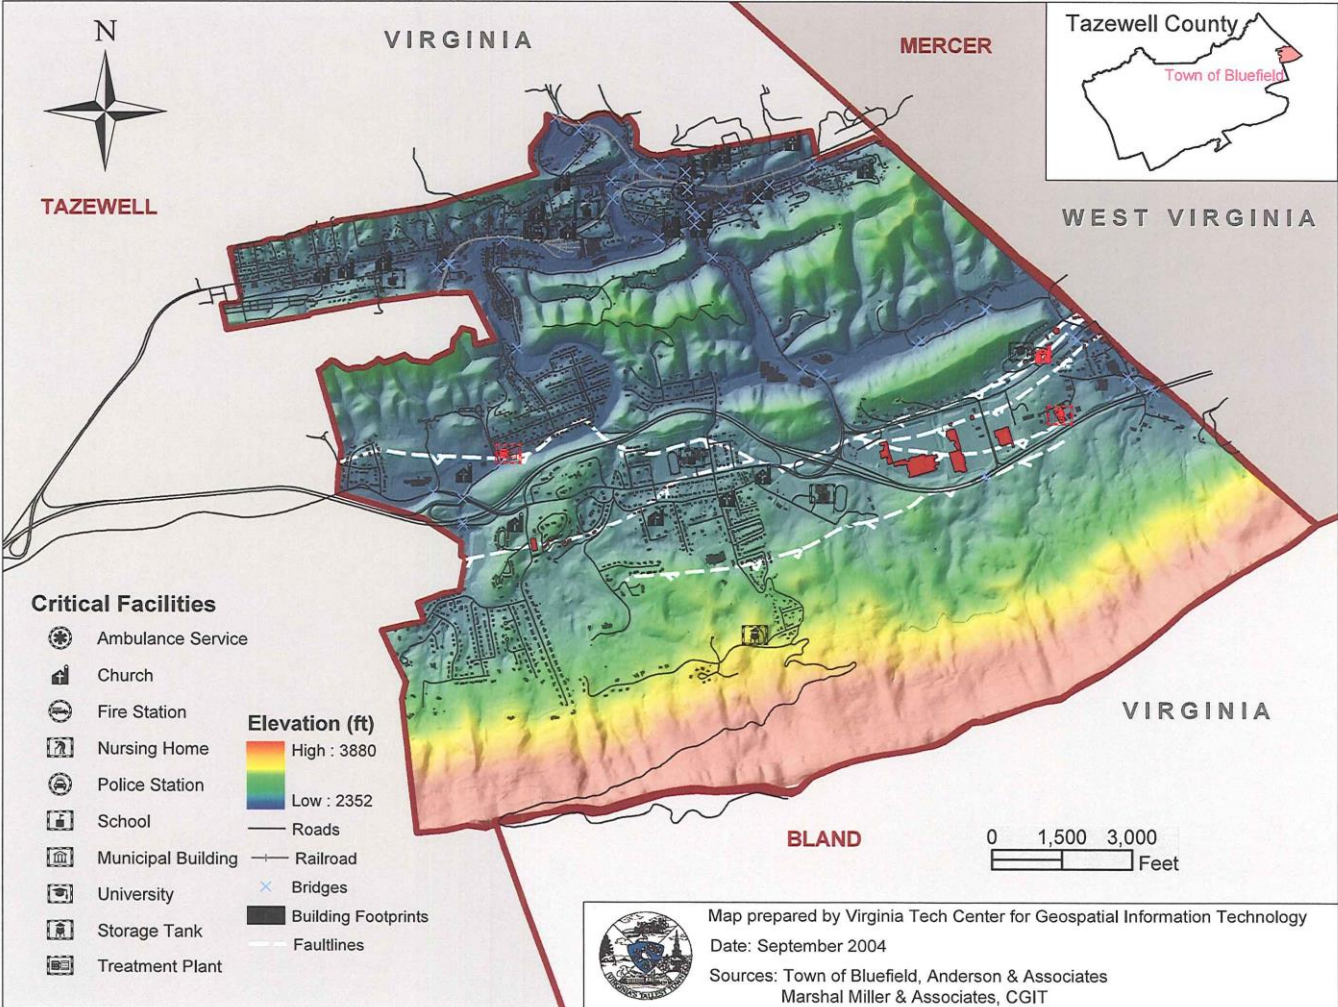 N
VIRGINIA
MERCER
Tazewell County
Town of Bluefield
TAZEWELL
WEST VIRGINIA
Critical Facilities
Ambulance Service
Church
Fire Station
Nursing Home
Police Station
School
Municipal Building
University
Storage Tank
Treatment Plant
Elevation (ft)
High : 3880
Low : 2352
Roads
Railroad
Bridges
Building Footprints
Faultlines
VIRGINIA
BLAND
0 1,500 3,000
Feet
Map prepared by Virginia Tech Center for Geospatial Information Technology
Date: September 2004
Sources: Town of Bluefield, Anderson & Associates
Marshal Miller & Associates, CGIT